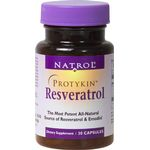 NATROL
PROTYKIN
Resveratrol
The Most Potent All-Natural
Source of Resveratrol & Emodin
Dietary Supplement
30 CAPSULES